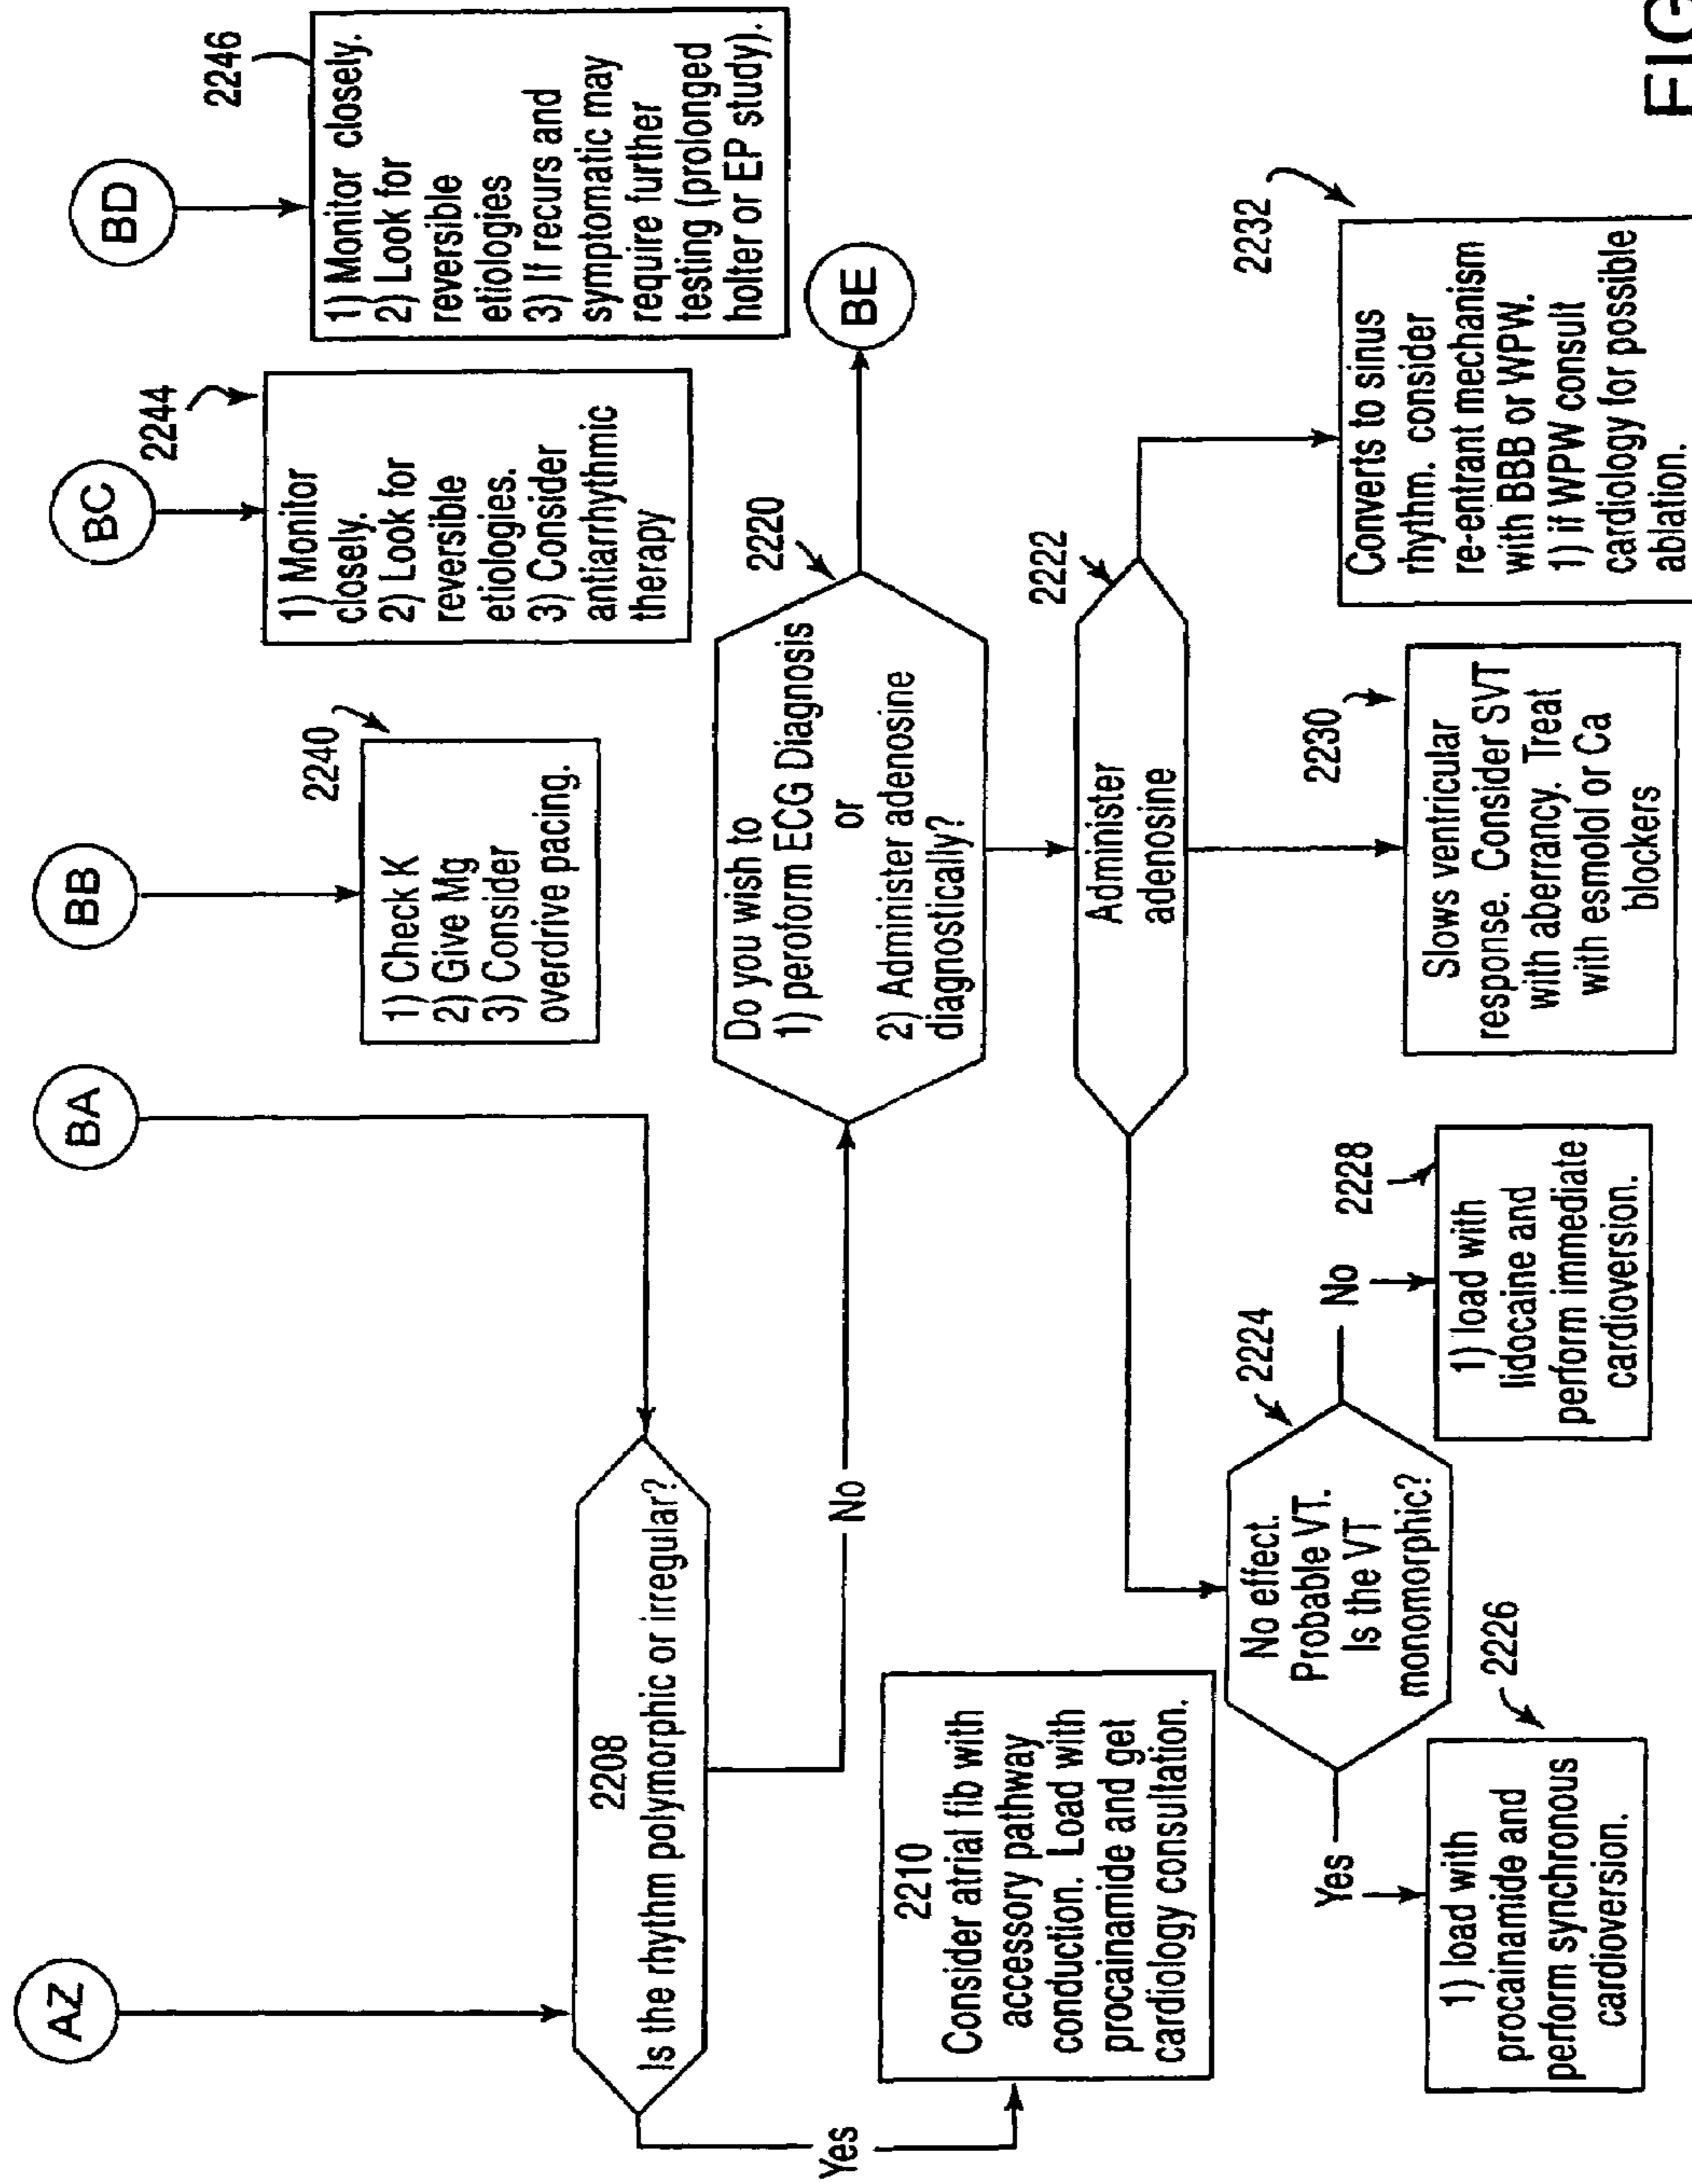 AZ
BA
BB
BC
BD
2208
Is the rhythm polymorphic or irregular?
2240
1) Check K
2) Give Mg
3) Consider
overdrive pacing.
2244
1) Monitor
closely.
2) Look for
reversible
etiologies.
3) Consider
antiarrhythmic
therapy
2246
1) Monitor closely.
2) Look for
reversible
etiologies
3) If recurs and
symptomatic may
require further
testing (prolonged
holter or EP study).
Yes
No
2210
Consider atrial fib with
accessory pathway
conduction. Load with
procainamide and get
cardiology consultation.
2220
Do you wish to
1) peroform ECG Diagnosis
or
2) Administer adenosine
diagnostically?
BE
2222
Administer
adenosine
2224
No effect.
Probable VT.
Is the VT
monomorphic?
Yes
No
2226
1) load with
procainamide and
perform synchronous
cardioversion.
2228
1) load with
lidocaine and
perform immediate
cardioversion.
2230
Slows ventricular
response. Consider SVT
with aberrancy. Treat
with esmolol or Ca
blockers
2232
Converts to sinus
rhythm. consider
re-entrant mechanism
with BBB or WPW.
1) if WPW consult
cardiology for possible
ablation.
FIG